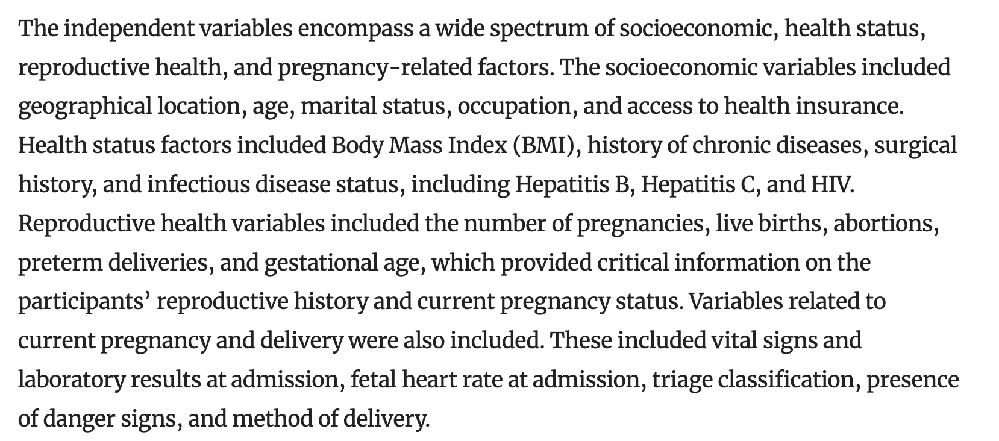 The independent variables encompass a wide spectrum of socioeconomic, health status,
reproductive health, and pregnancy-related factors. The socioeconomic variables included
geographical location, age, marital status, occupation, and access to health insurance.
Health status factors included Body Mass Index (BMI), history of chronic diseases, surgical
history, and infectious disease status, including Hepatitis B, Hepatitis C, and HIV.
Reproductive health variables included the number of pregnancies, live births, abortions,
preterm deliveries, and gestational age, which provided critical information on the
participants’ reproductive history and current pregnancy status. Variables related to
current pregnancy and delivery were also included. These included vital signs and
laboratory results at admission, fetal heart rate at admission, triage classification, presence
of danger signs, and method of delivery.